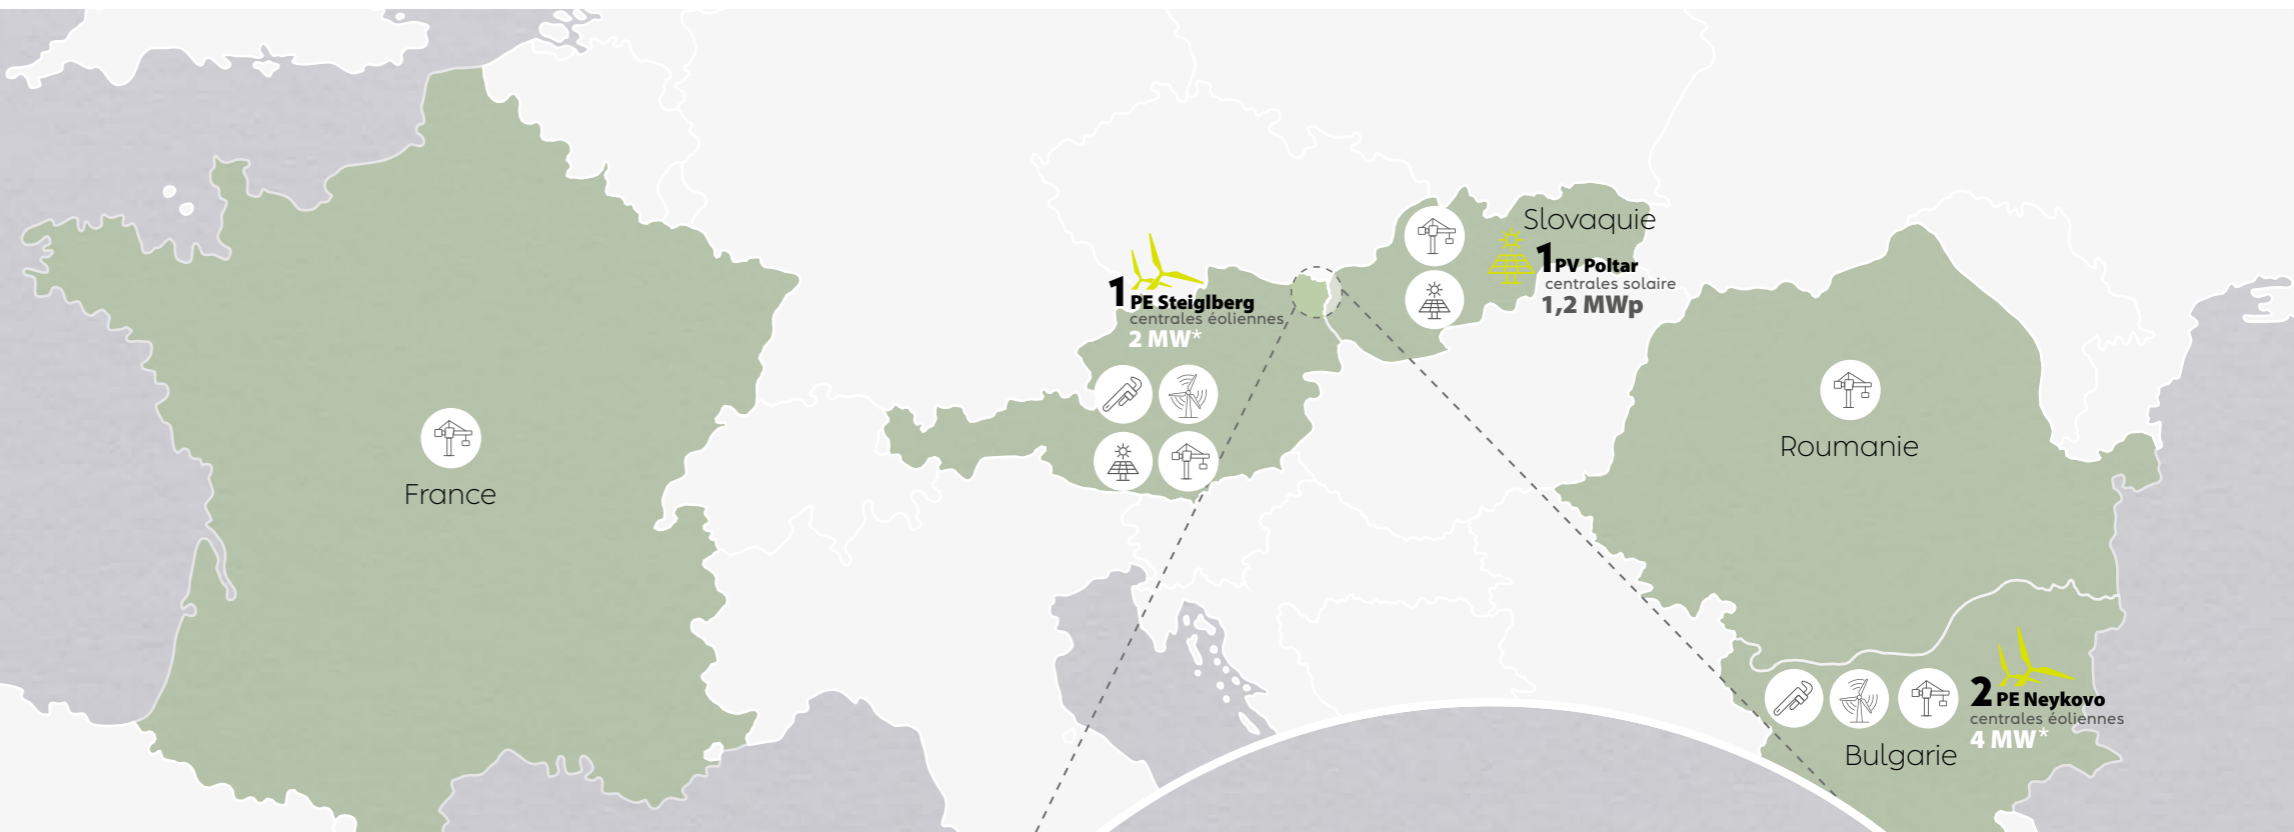 Slovaquie
1 PV Poltar
centrales solaire
1,2 MWp
1 PE Steiglberg
centrales éoliennes
2 MW*
Roumanie
France
2 PE Neykovo
centrales éoliennes
4 MW*
Bulgarie